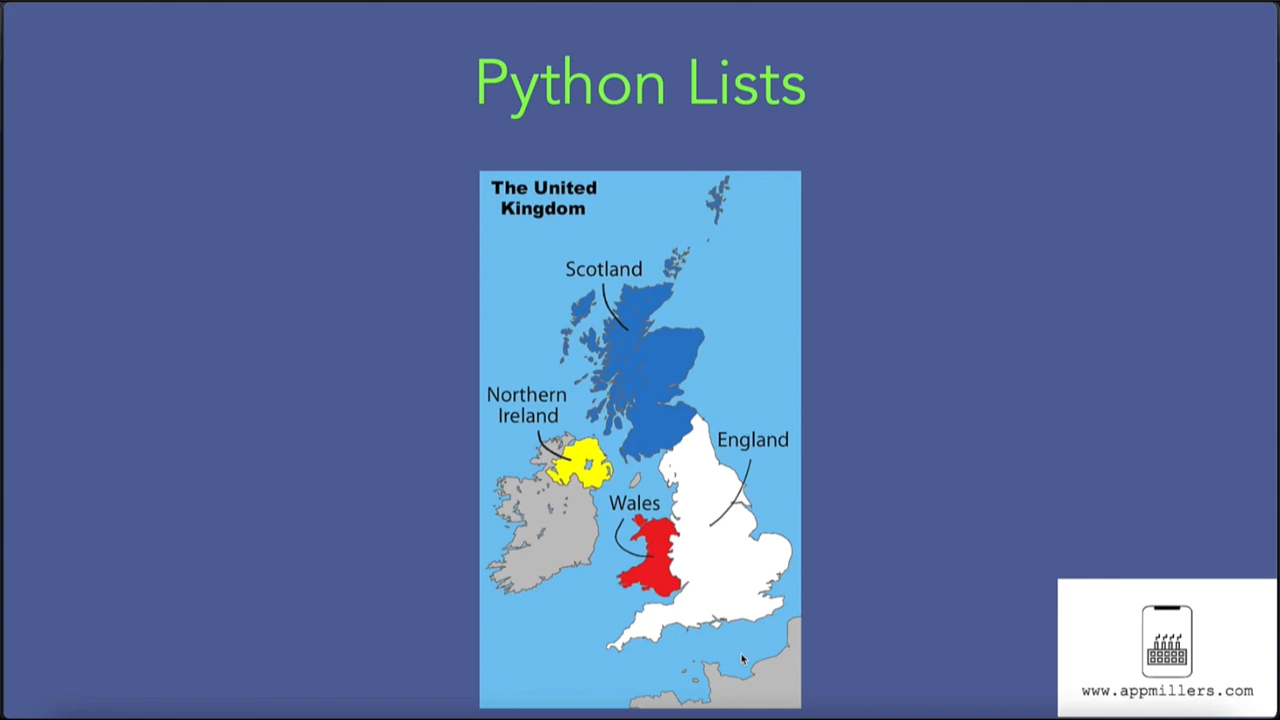 Python Lists
The United
Kingdom
Scotland
Northern
Ireland
England
Wales
www.appmillers.com